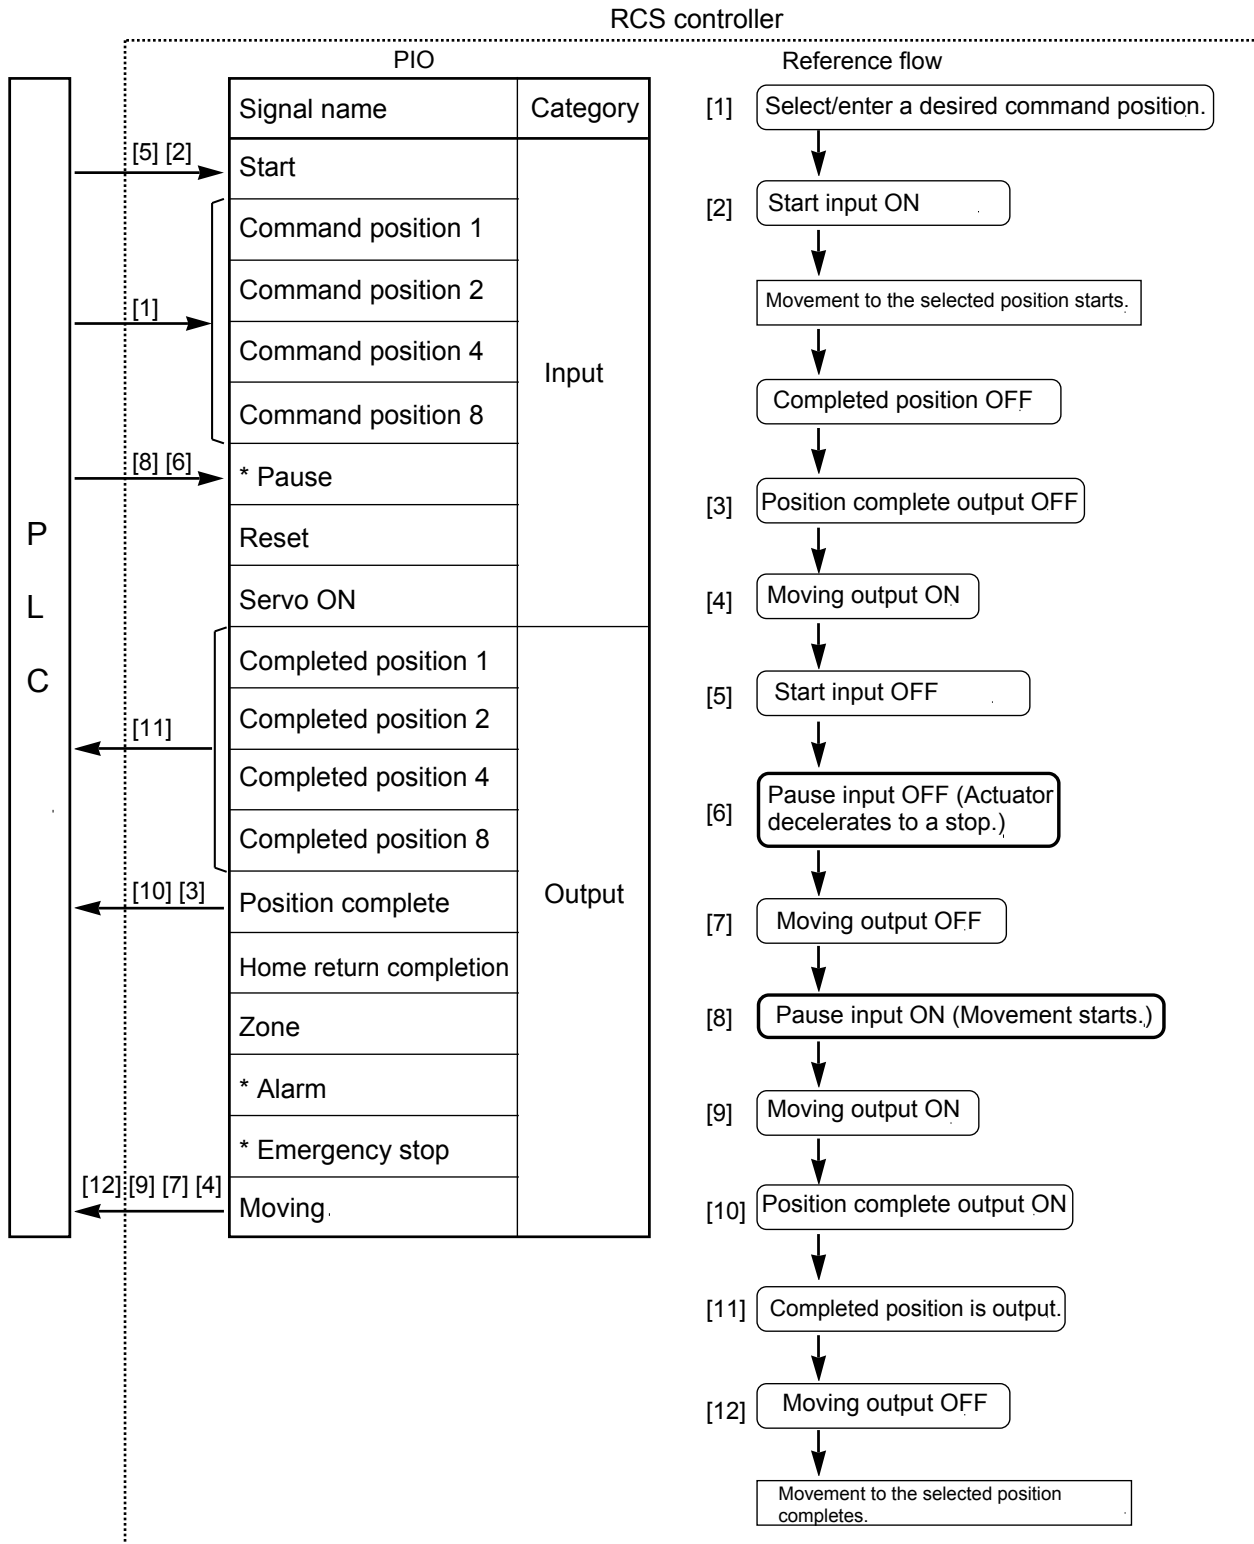 RCS controller
PIO
Reference flow
P
L
C
Signal name
Category
[5] [2]
Start
Command position 1
Command position 2
[1]
Command position 4
Input
Command position 8
[8] [6]
* Pause
Reset
Servo ON
Completed position 1
Completed position 2
[11]
Completed position 4
Completed position 8
[10] [3]
Position complete
Output
Home return completion
Zone
* Alarm
* Emergency stop
[12] [9] [7] [4]
Moving
[1]
Select/enter a desired command position.
[2]
Start input ON
Movement to the selected position starts.
Completed position OFF
[3]
Position complete output OFF
[4]
Moving output ON
[5]
Start input OFF
[6]
Pause input OFF (Actuator
decelerates to a stop.)
[7]
Moving output OFF
[8]
Pause input ON (Movement starts.)
[9]
Moving output ON
[10]
Position complete output ON
[11]
Completed position is output.
[12]
Moving output OFF
Movement to the selected position
completes.